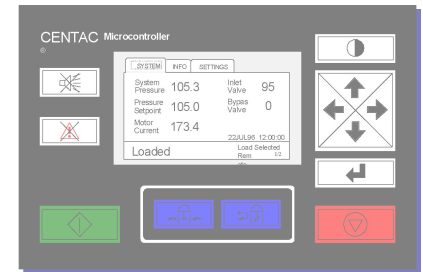 CENTAC Microcontroller
SYSTEM INFO SETTINGS
System Pressure 105.3 Inlet Valve 95
Pressure Setpoint 105.0 Bypas Valve 0
Motor Current 173.4
22JUL96 12:00:00
Loaded Load Selected
Rem 1/2